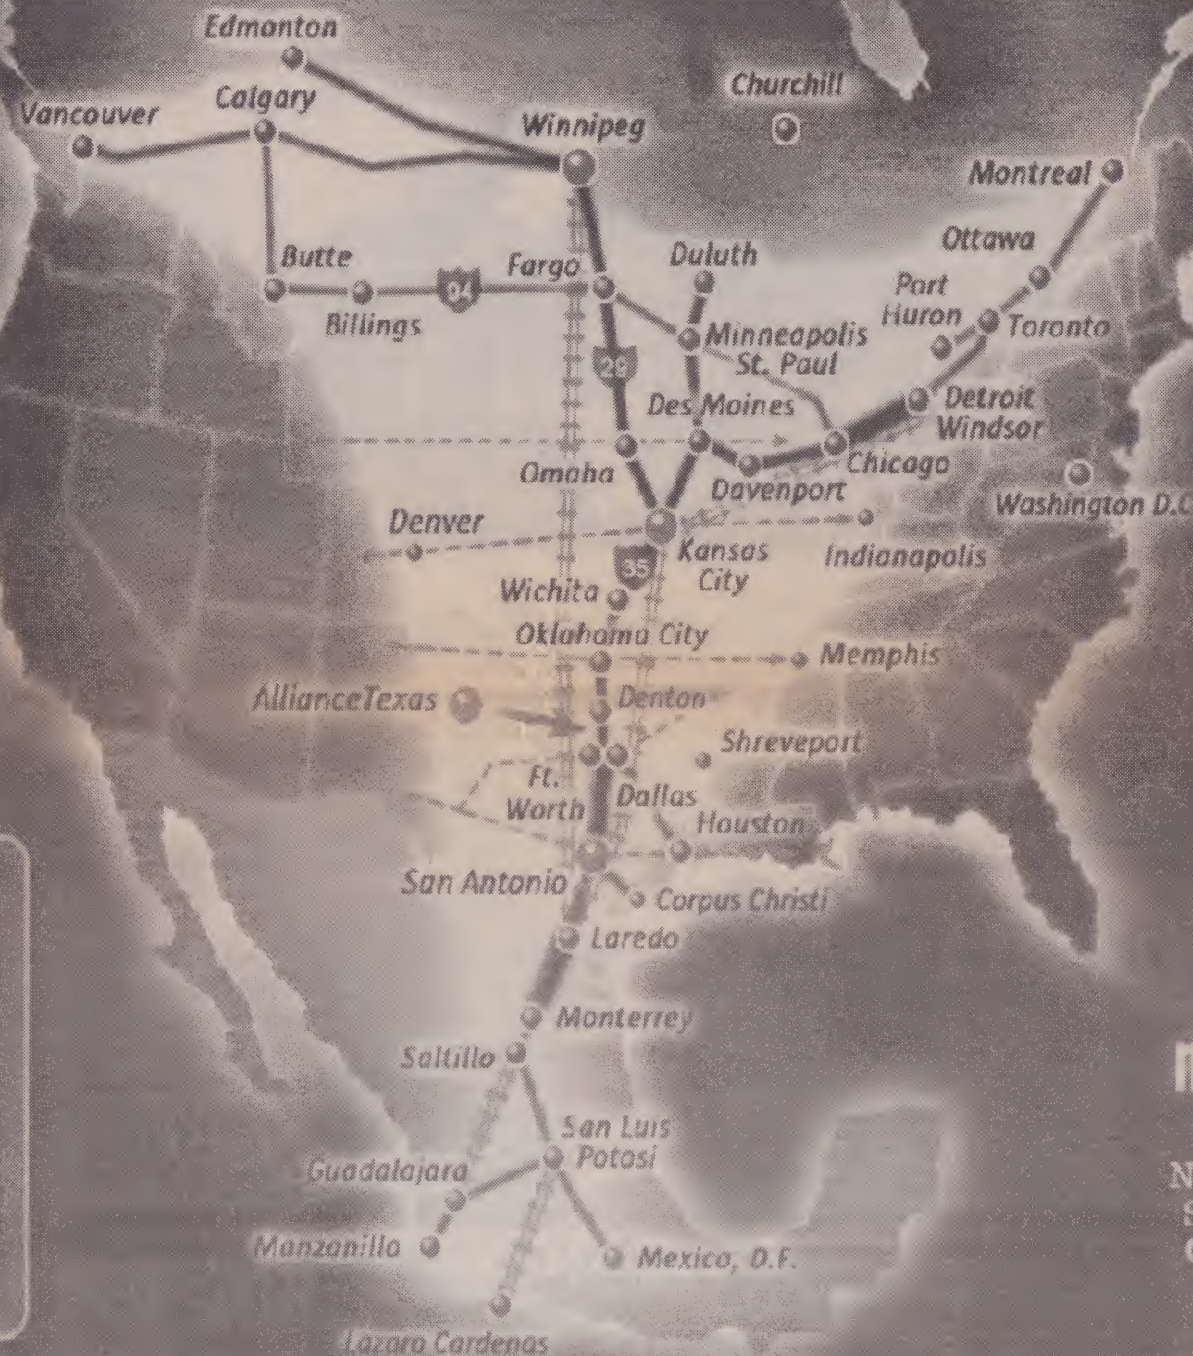 Edmonton
Churchill
Calgary
Vancouver
Winnipeg
Montreal
Ottawa
Duluth
Butte
Fargo
Port
Huron
94
Toronto
Billings
Minneapolis
St. Paul
29
Des Moines
Detroit
Windsor
Chicago
Omaha
Davenport
Washington D.C
Denver
Kansas
City
Indianapolis
35
Wichita
Oklahoma City
Memphis
AllianceTexas
Denton
Shreveport
Ft.
Worth
Dallas
Houston
San Antonio
Corpus Christi
Laredo
Monterrey
Saltillo
San Luis
Potosi
Guadalajara
Manzanillo
Mexico, D.F.
Lazaro Cardenas